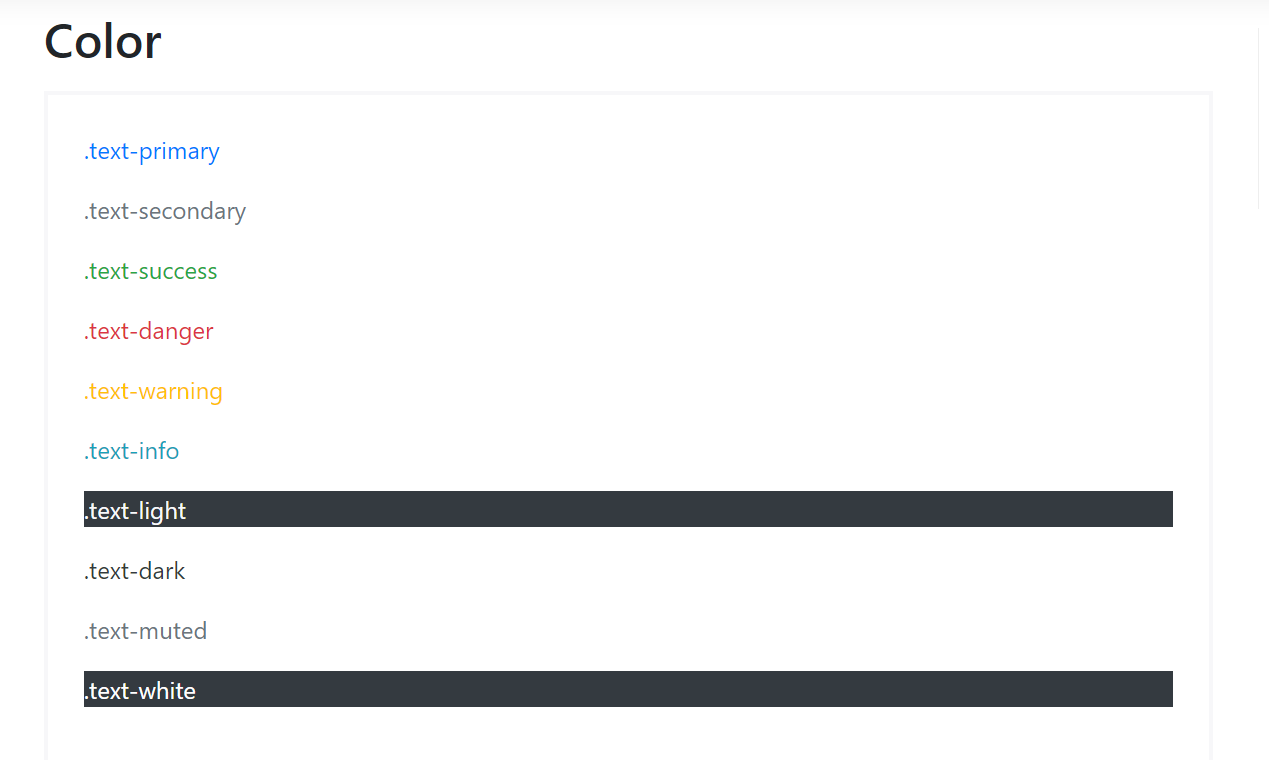 Color
.text-primary
.text-secondary
.text-success
.text-danger
.text-warning
.text-info
.text-light
.text-dark
.text-muted
.text-white